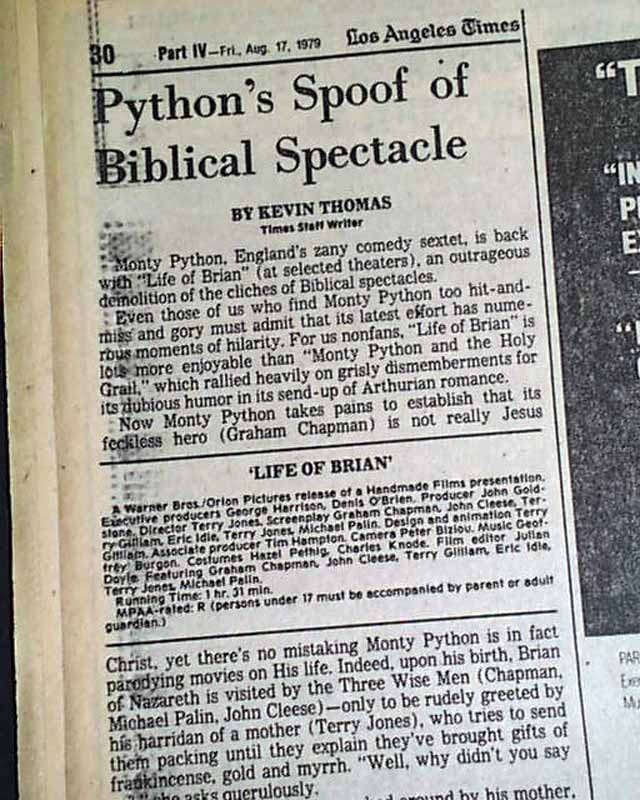 30 Part IV—Fri., Aug. 17, 1979 Los Angeles Times
Python's Spoof of
Biblical Spectacle
BY KEVIN THOMAS
Times Staff Writer
Monty Python, England's zany comedy sextet, is back
with "Life of Brian" (at selected theaters), an outrageous
demolition of the cliches of Biblical spectacles.
Even those of us who find Monty Python too hit-and-
miss and gory must admit that its latest effort has nume-
rous moments of hilarity. For us nonfans, "Life of Brian" is
lots more enjoyable than "Monty Python and the Holy
Grail," which rallied heavily on grisly dismemberments for
its dubious humor in its send-up of Arthurian romance.
Now Monty Python takes pains to establish that its
feckless hero (Graham Chapman) is not really Jesus
'LIFE OF BRIAN'
A Warner Bros./Orion Pictures release of a Handmade Films presentation.
Executive producers George Harrison, Denis O'Brien. Producer John Gold-
stone. Director Terry Jones. Screenplay Graham Chapman, John Cleese, Ter-
ry Gilliam, Eric Idle, Terry Jones, Michael Palin. Design and animation Terry
Gilliam. Associate producer Tim Hampton. Camera Peter Biziou. Music Geof-
frey Burgon. Costumes Hazel Pethig, Charles Knode. Film editor Julian
Doyle. Featuring Graham Chapman, John Cleese, Terry Gilliam, Eric Idle,
Terry Jones, Michael Palin.
Running Time: 1 hr. 31 min.
MPAA-rated: R (persons under 17 must be accompanied by parent or adult
guardian.)
Christ, yet there's no mistaking Monty Python is in fact
parodying movies on His life. Indeed, upon his birth, Brian
of Nazareth is visited by the Three Wise Men (Chapman,
Michael Palin, John Cleese)—only to be rudely greeted by
his harridan of a mother (Terry Jones), who tries to send
them packing until they explain they've brought gifts of
frankincense, gold and myrrh. "Well, why didn't you say
she asks querulously.
around by his mother,
"T
"IN
"
PAR